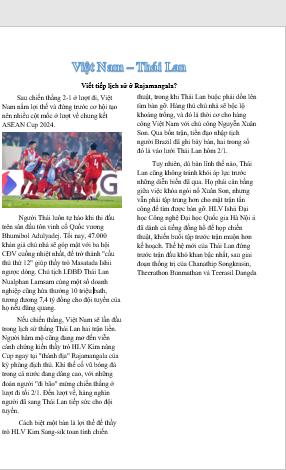 Việt Nam – Thái Lan
Viết tiếp lịch sử ở Rajamangala?
Sau chiến thắng 2-1 ở lượt đi, Việt
Nam nắm lợi thế và đứng trước cơ hội tạo
nên nhiều cột mốc ở lượt về chung kết
ASEAN Cup 2024.
Người Thái luôn tự hào khi thi đấu
trên sân đấu tôn vinh cố Quốc vương
Bhumibol Adulyadej. Tối nay, 47.000
khán giả chủ nhà sẽ góp mặt với ba hội
CĐV cuồng nhiệt nhất, để trở thành "cầu
thủ thứ 12" giúp thầy trò Masatada Ishii
ngược dòng. Chủ tịch LĐBĐ Thái Lan
Nualphan Lamsam cùng một số doanh
nghiệp cũng hứa thưởng 10 triệu baht,
tương đương 7,4 tỷ đồng cho đội tuyển của
họ nếu đăng quang.
Nếu chiến thắng, Việt Nam sẽ lần đầu
trong lịch sử thắng Thái Lan hai trận liền.
Người hâm mộ cũng đang mơ đến viễn
cảnh chứng kiến thầy trò HLV Kim nâng
Cup ngay tại "thánh địa" Rajamangala của
kỳ phùng địch thủ. Khí thế cổ vũ bóng đá
trong cả nước đang dâng cao, với những
đoàn người "đi bão" mừng chiến thắng ở
lượt đi tối 2/1. Đến lượt về, hàng nghìn
người đã sang Thái Lan tiếp sức cho đội
tuyển.
Cách biệt một bàn là lợi thế để thầy
trò HLV Kim Sang-sik toan tính chiến
thuật, trong khi Thái Lan buộc phải dồn lên
tìm bàn gỡ. Hàng thủ chủ nhà sẽ bộc lộ
khoảng trống, và đó là thời cơ cho hàng
công Việt Nam với chủ công Nguyễn Xuân
Son. Qua bốn trận, tiền đạo nhập tịch
người Brazil đã ghi bảy bàn, hai trong số
đó là vào lưới Thái Lan hôm 2/1.
Tuy nhiên, dù bản lĩnh thế nào, Thái
Lan cũng không tránh khỏi áp lực trước
những diễn biến đã qua. Họ phải cân bằng
giữa việc khóa ngòi nổ Xuân Son, nhưng
vẫn phải tập trung hơn cho mặt trận tấn
công để tìm được bàn gỡ. HLV Ishii Đại
học Công nghệ Đại học Quốc gia Hà Nội ii
đã dành cả tiếng đồng hồ để họp chiến
thuật, khiến buổi tập trước trận muộn hơn
kế hoạch. Thế hệ mới của Thái Lan đứng
trước trận đấu khó khăn bậc nhất, sau giai
đoạn thống trị của Chanathip Songkrasin,
Theerathon Bunmathan và Teerasil Dangda